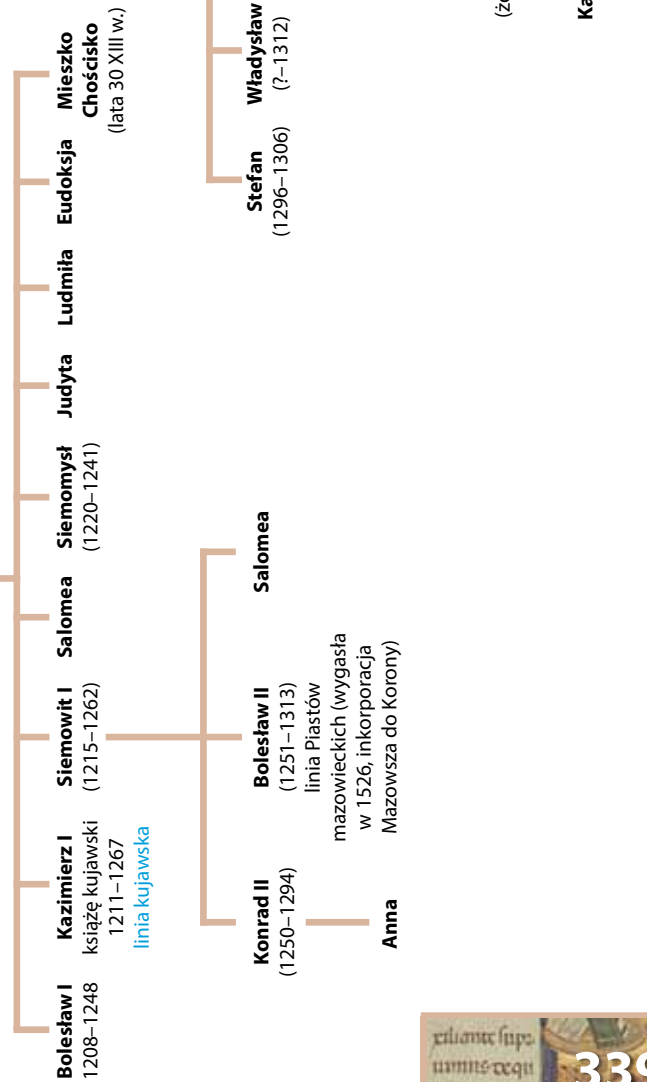 Bolesław I
1208–1248
Kazimierz I
książę kujawski
1211–1267
linia kujawska
Siemowit I
(1215–1262)
Salomea
Siemomysł
(1220–1241)
Judyta
Ludmiła
Eudoksja
Mieszko
Chościsko
(lata 30 XIII w.)
Konrad II
(1250–1294)
Bolesław II
(1251–1313)
linia Piastów
mazowieckich (wygasła
w 1526, inkorporacja
Mazowsza do Korony)
Salomea
Stefan
(1296–1306)
Władysław
(?–1312)
Anna
339